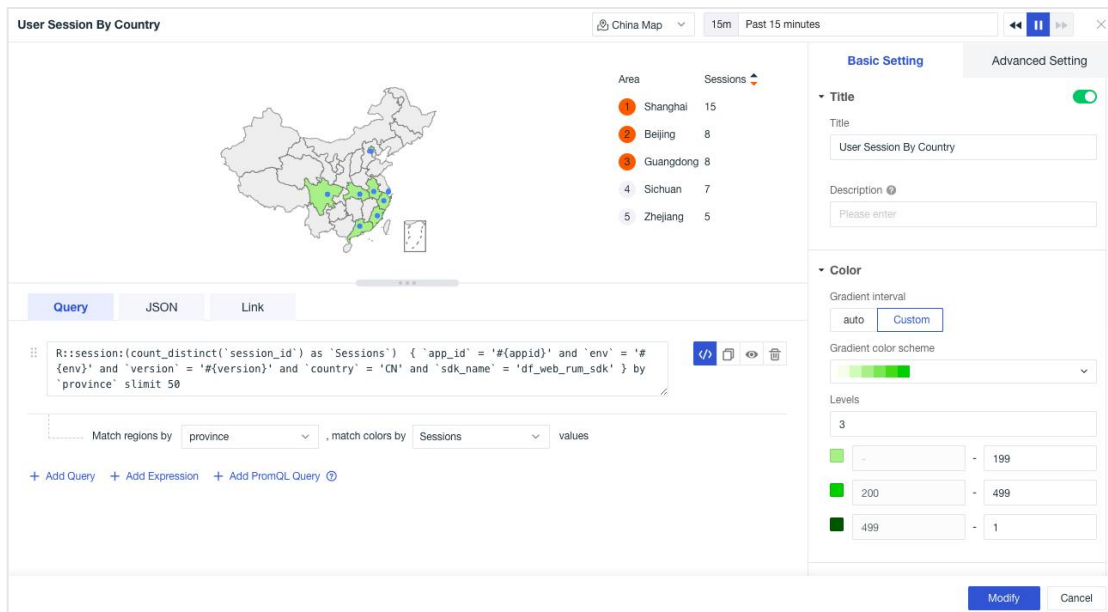 User Session By Country
China Map
15m Past 15 minutes
Basic Setting
Advanced Setting
Area Sessions
1 Shanghai 15
2 Beijing 8
3 Guangdong 8
4 Sichuan 7
5 Zhejiang 5
Title
Title
User Session By Country
Description
Please enter
Query JSON Link
R::session:(count_distinct(`session_id`) as `Sessions`) { `app_id` = '#{appid}' and `env` = '#
{env}' and `version` = '#{version}' and `country` = 'CN' and `sdk_name` = 'df_web_rum_sdk' } by
`province` slimit 50
Match regions by province , match colors by Sessions values
+ Add Query + Add Expression + Add PromQL Query
Color
Gradient interval
auto Custom
Gradient color scheme
Levels
3
- - 199
200 - 499
499 - 1
Modify Cancel